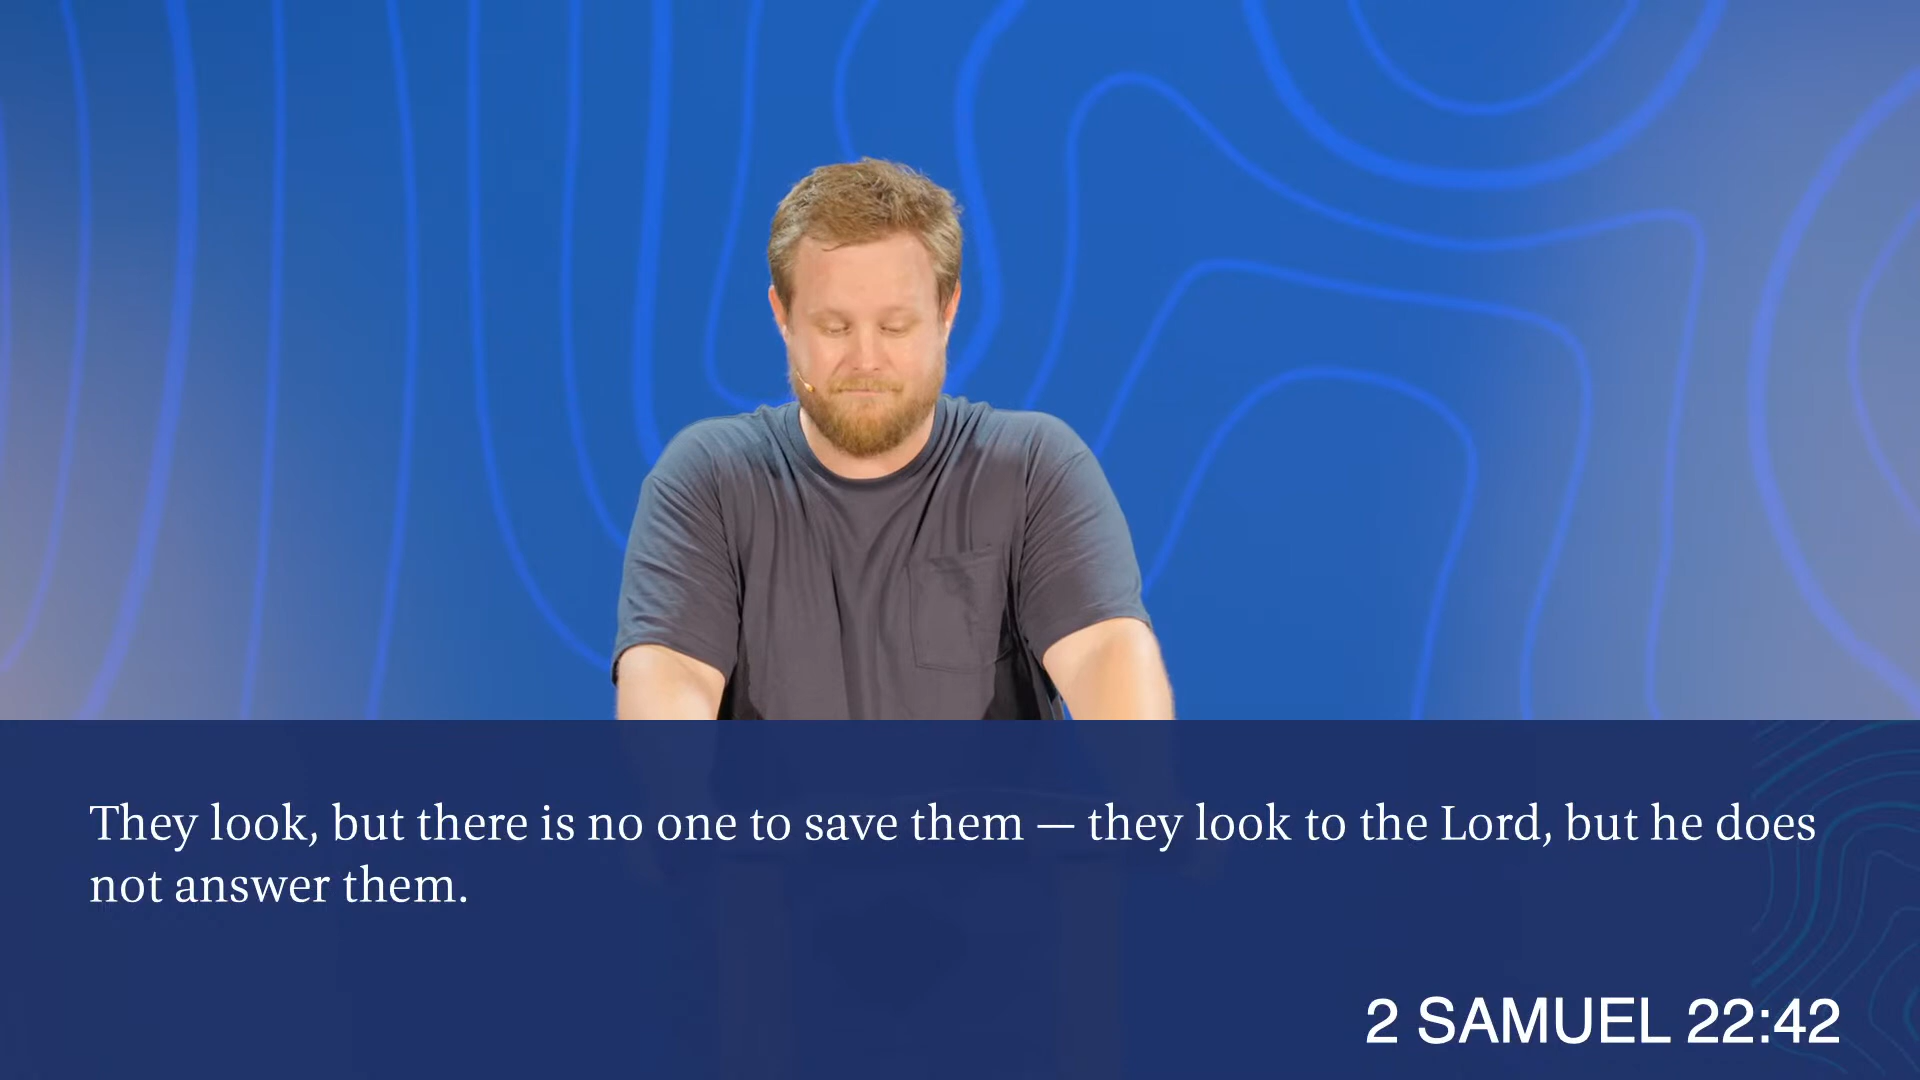 They look, but there is no one to save them — they look to the Lord, but he does
not answer them.
2 SAMUEL 22:42